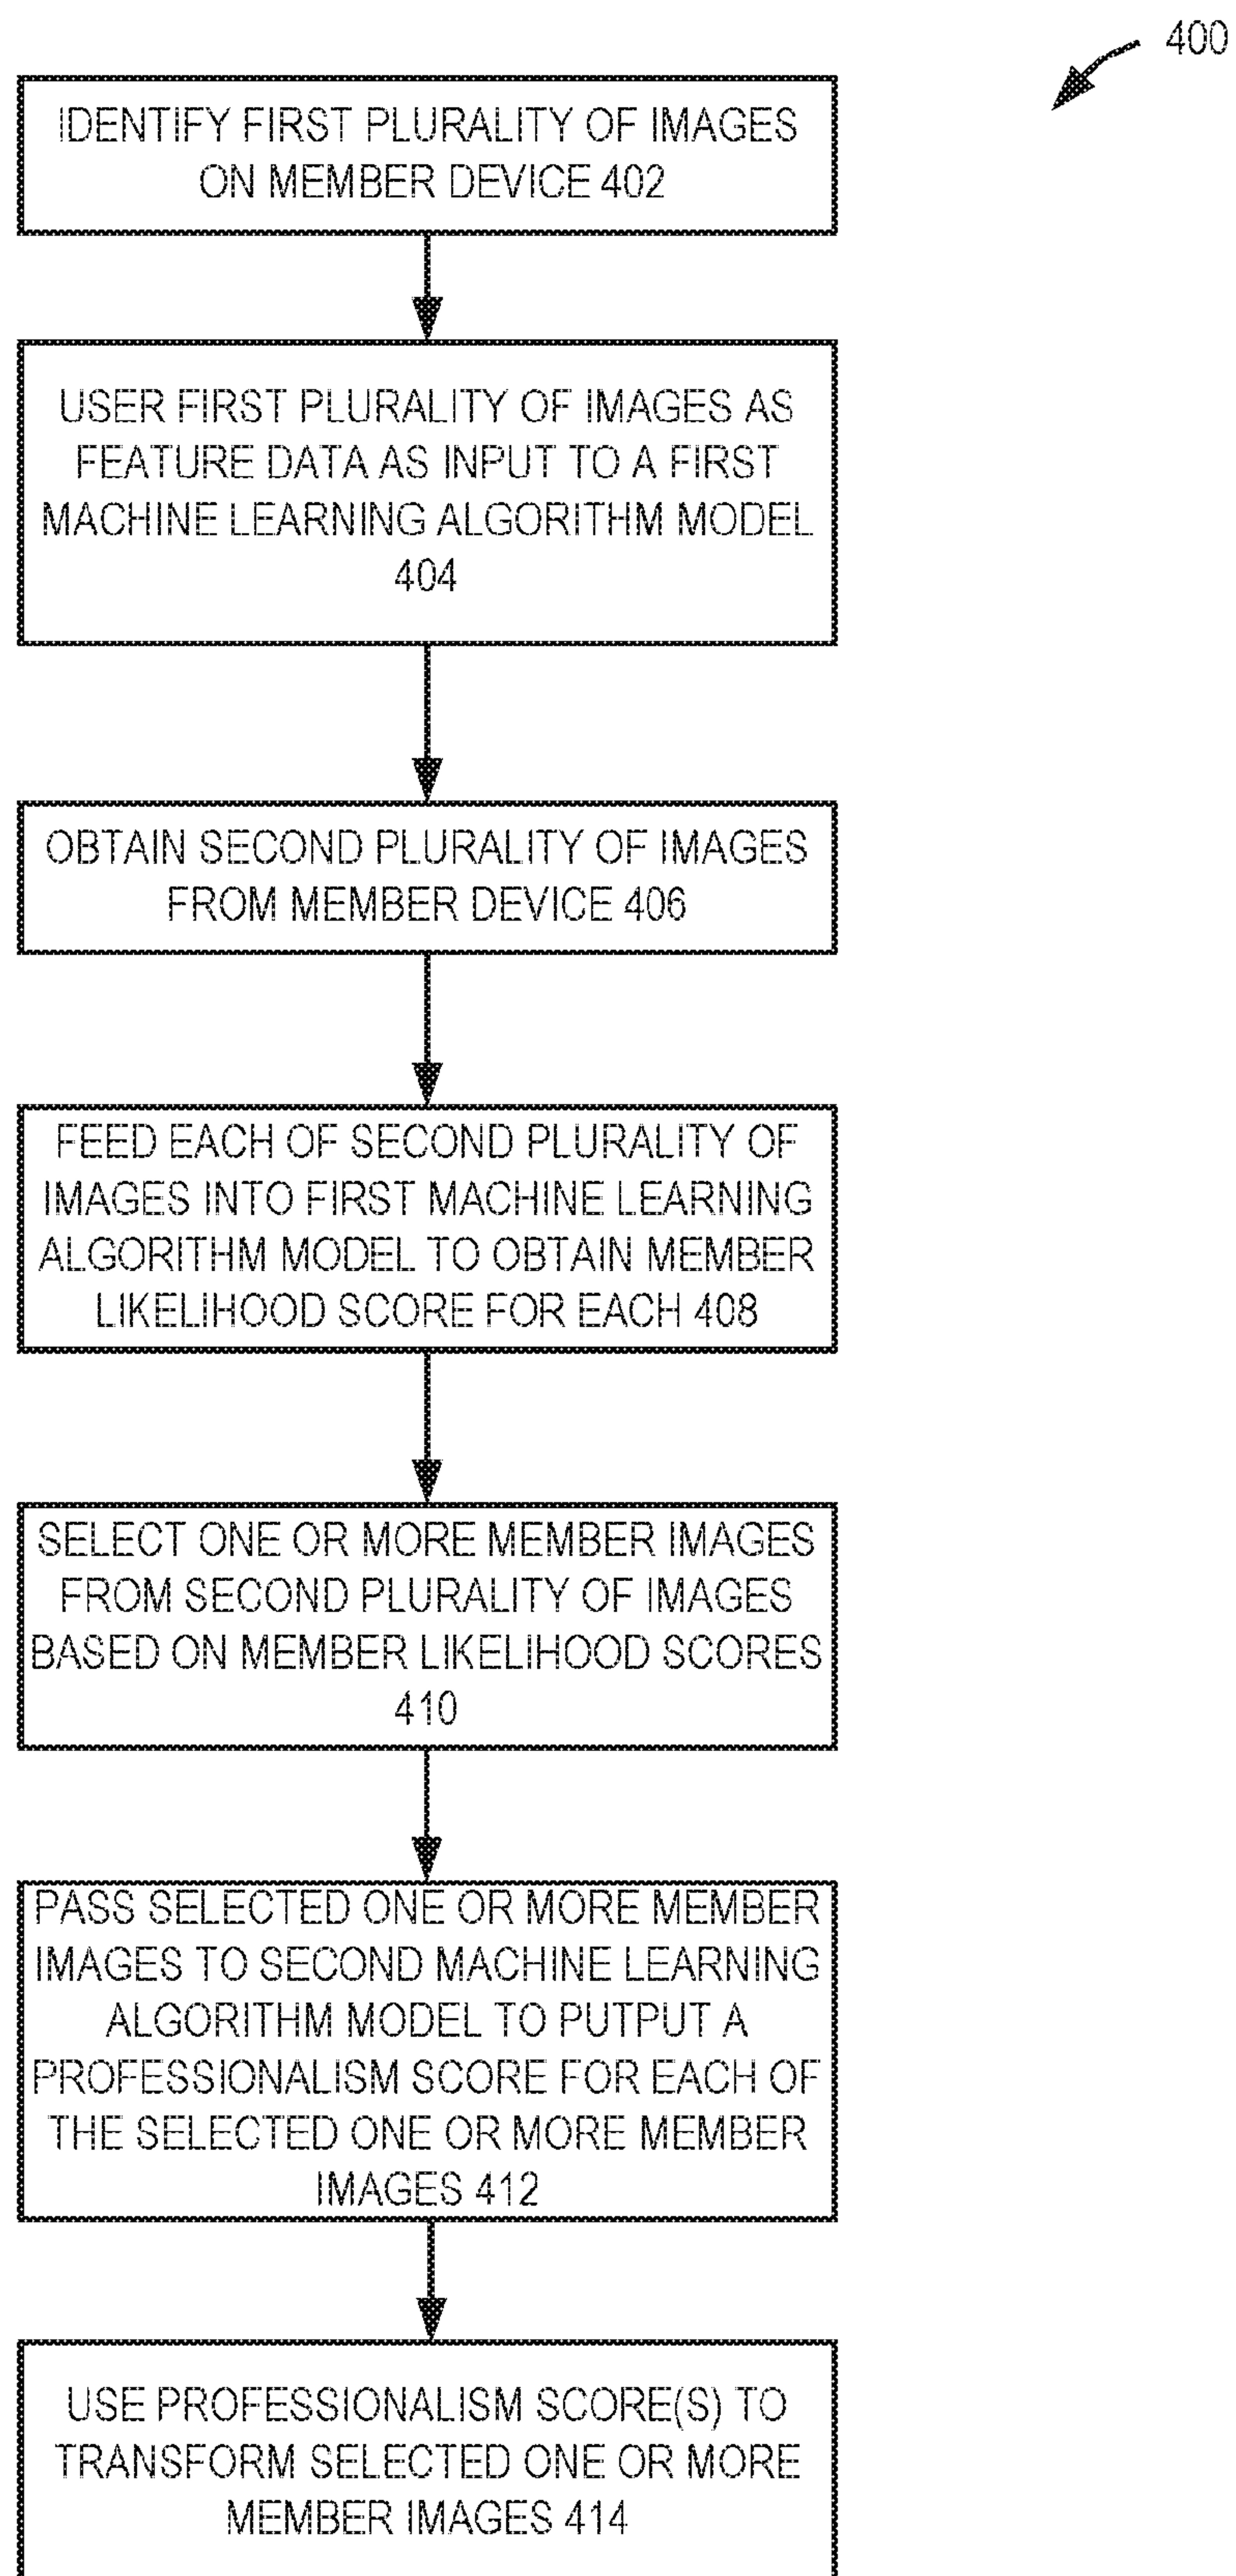 400
IDENTIFY FIRST PLURALITY OF IMAGES
ON MEMBER DEVICE 402
USER FIRST PLURALITY OF IMAGES AS
FEATURE DATA AS INPUT TO A FIRST
MACHINE LEARNING ALGORITHM MODEL
404
OBTAIN SECOND PLURALITY OF IMAGES
FROM MEMBER DEVICE 406
FEED EACH OF SECOND PLURALITY OF
IMAGES INTO FIRST MACHINE LEARNING
ALGORITHM MODEL TO OBTAIN MEMBER
LIKELIHOOD SCORE FOR EACH 408
SELECT ONE OR MORE MEMBER IMAGES
FROM SECOND PLURALITY OF IMAGES
BASED ON MEMBER LIKELIHOOD SCORES
410
PASS SELECTED ONE OR MORE MEMBER
IMAGES TO SECOND MACHINE LEARNING
ALGORITHM MODEL TO PUTPUT A
PROFESSIONALISM SCORE FOR EACH OF
THE SELECTED ONE OR MORE MEMBER
IMAGES 412
USE PROFESSIONALISM SCORE(S) TO
TRANSFORM SELECTED ONE OR MORE
MEMBER IMAGES 414